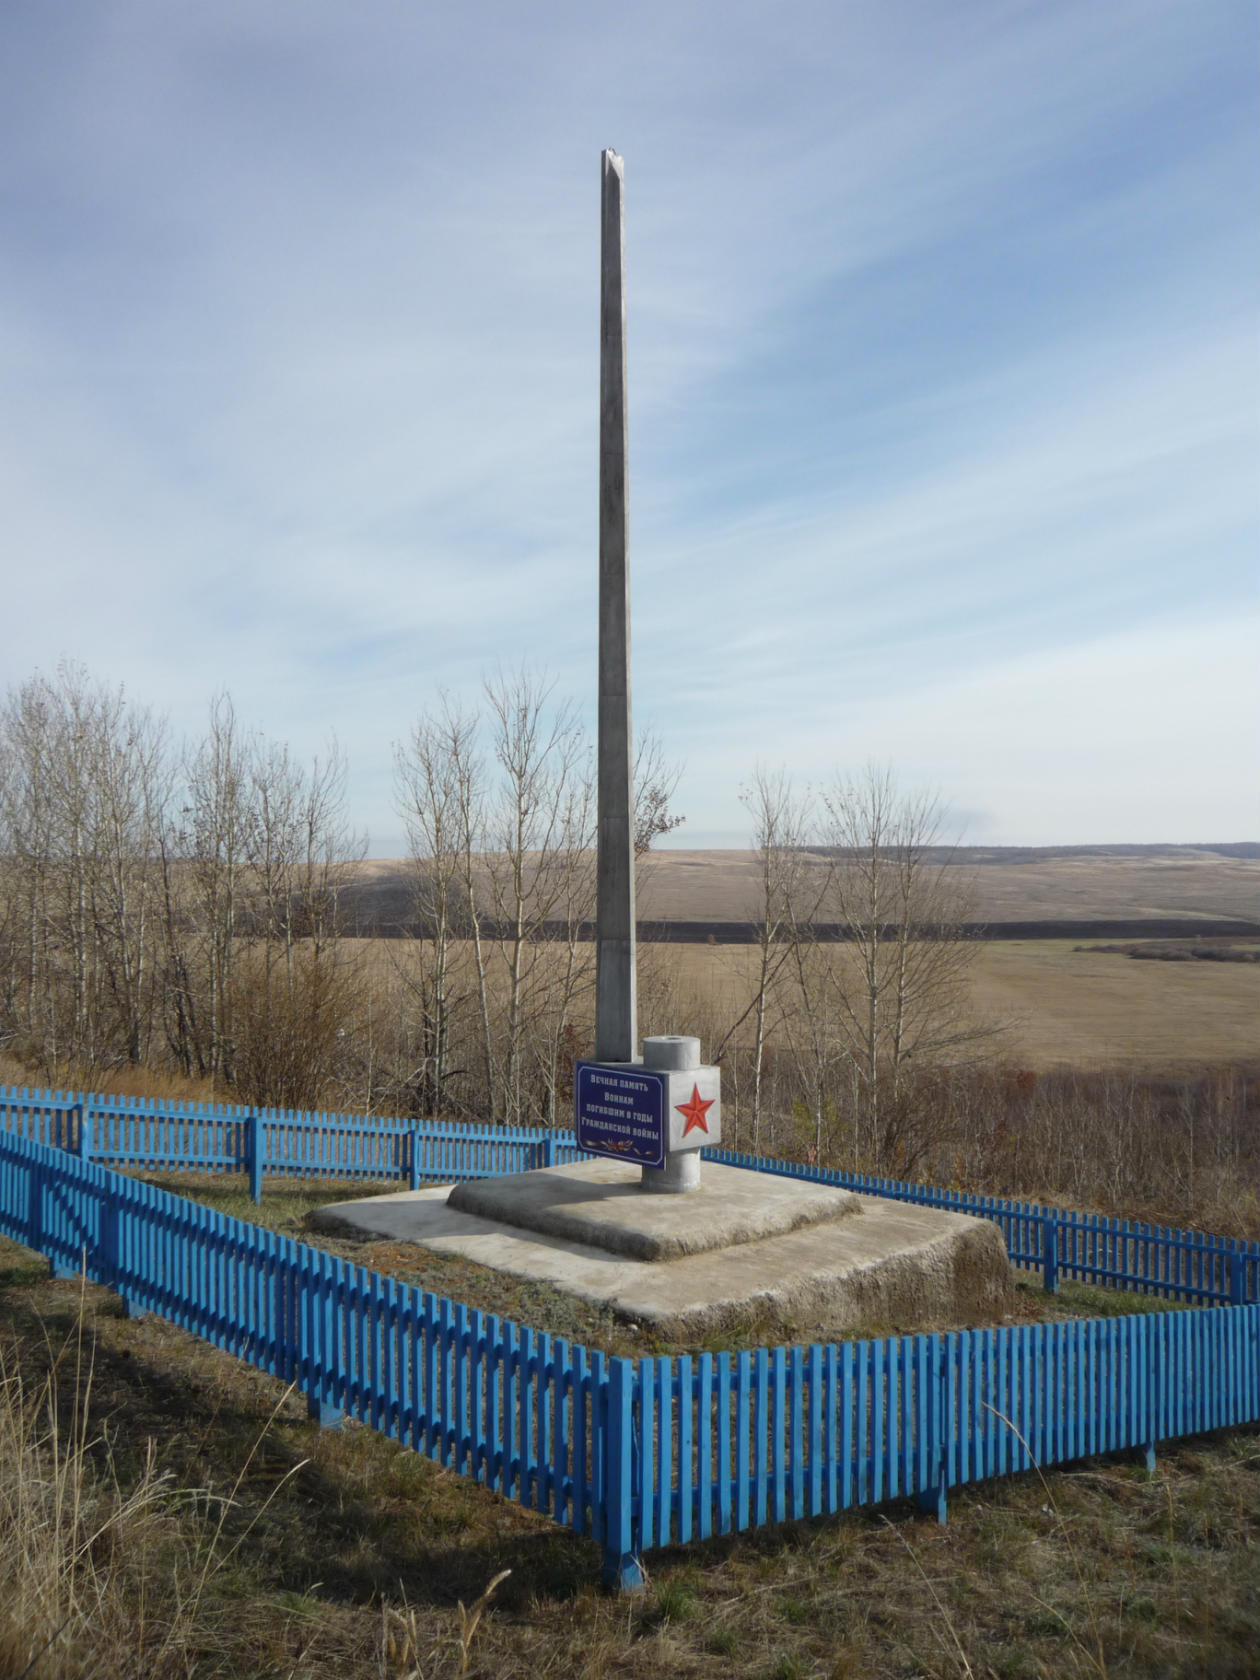 Вечная память
Воинам
погибшим в годы
Гражданской войны